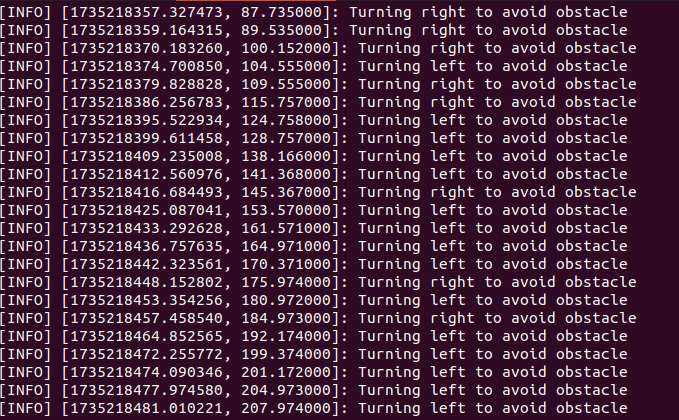 [INFO] [1735218357.327473, 87.735000]: Turning right to avoid obstacle
[INFO] [1735218359.164315, 89.535000]: Turning right to avoid obstacle
[INFO] [1735218370.183260, 100.152000]: Turning right to avoid obstacle
[INFO] [1735218374.700850, 104.555000]: Turning left to avoid obstacle
[INFO] [1735218379.828828, 109.555000]: Turning right to avoid obstacle
[INFO] [1735218386.256783, 115.757000]: Turning right to avoid obstacle
[INFO] [1735218395.522934, 124.758000]: Turning left to avoid obstacle
[INFO] [1735218399.611458, 128.757000]: Turning left to avoid obstacle
[INFO] [1735218409.235008, 138.166000]: Turning left to avoid obstacle
[INFO] [1735218412.560976, 141.368000]: Turning left to avoid obstacle
[INFO] [1735218416.684493, 145.367000]: Turning right to avoid obstacle
[INFO] [1735218425.087041, 153.570000]: Turning left to avoid obstacle
[INFO] [1735218433.292628, 161.571000]: Turning left to avoid obstacle
[INFO] [1735218436.757635, 164.971000]: Turning left to avoid obstacle
[INFO] [1735218442.323561, 170.371000]: Turning left to avoid obstacle
[INFO] [1735218448.152802, 175.974000]: Turning right to avoid obstacle
[INFO] [1735218453.354256, 180.972000]: Turning left to avoid obstacle
[INFO] [1735218457.458540, 184.973000]: Turning right to avoid obstacle
[INFO] [1735218464.852565, 192.174000]: Turning left to avoid obstacle
[INFO] [1735218472.255772, 199.374000]: Turning left to avoid obstacle
[INFO] [1735218474.090346, 201.172000]: Turning left to avoid obstacle
[INFO] [1735218477.974580, 204.973000]: Turning left to avoid obstacle
[INFO] [1735218481.010221, 207.974000]: Turning left to avoid obstacle